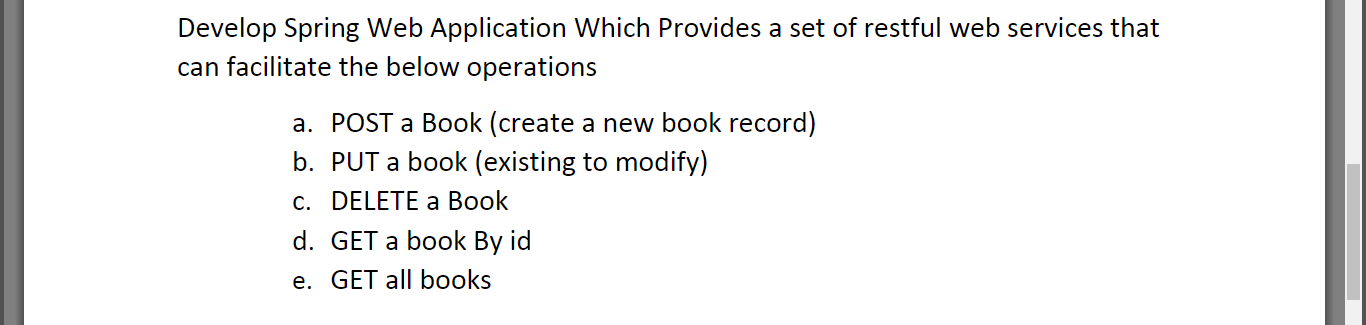 Develop Spring Web Application Which Provides a set of restful web services that
can facilitate the below operations
a. POST a Book (create a new book record)
b. PUT a book (existing to modify)
c. DELETE a Book
d. GET a book By id
e. GET all books